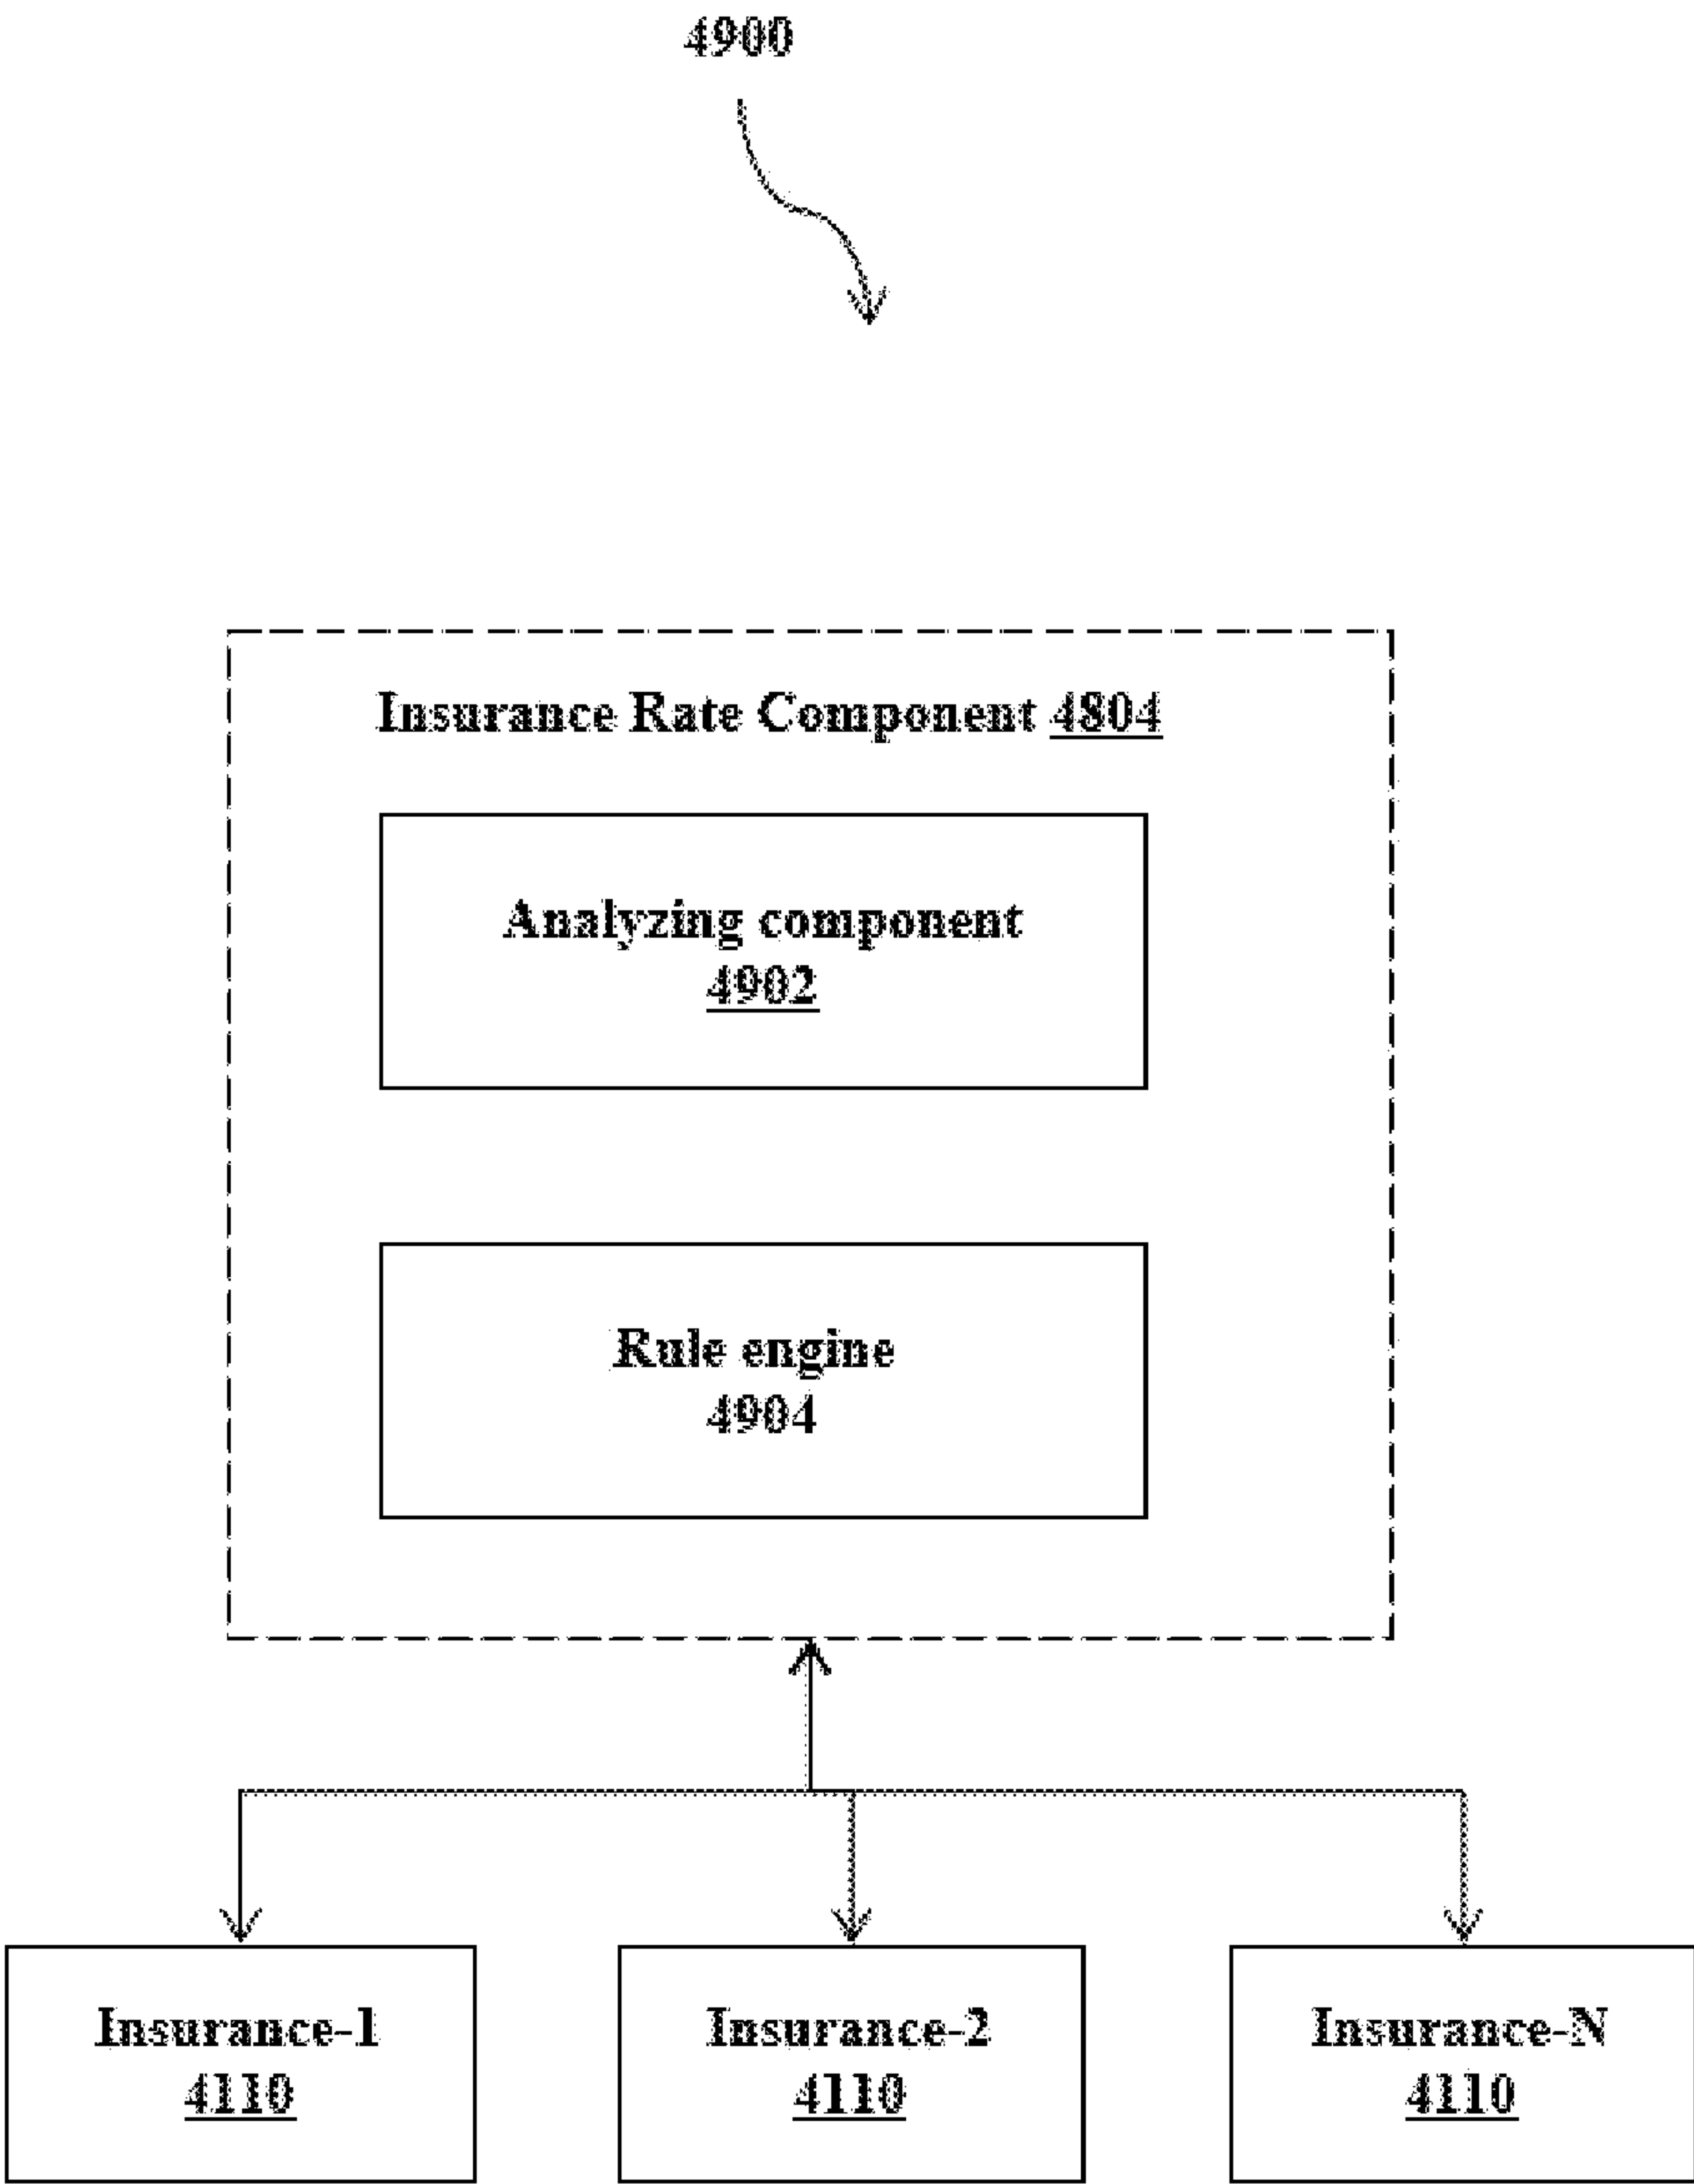 4900
Insurance Rate Component 4804
Analyzing component
4902
Rule engine
4904
Insurance-1
4110
Insurance-2
4110
Insurance-N
4110